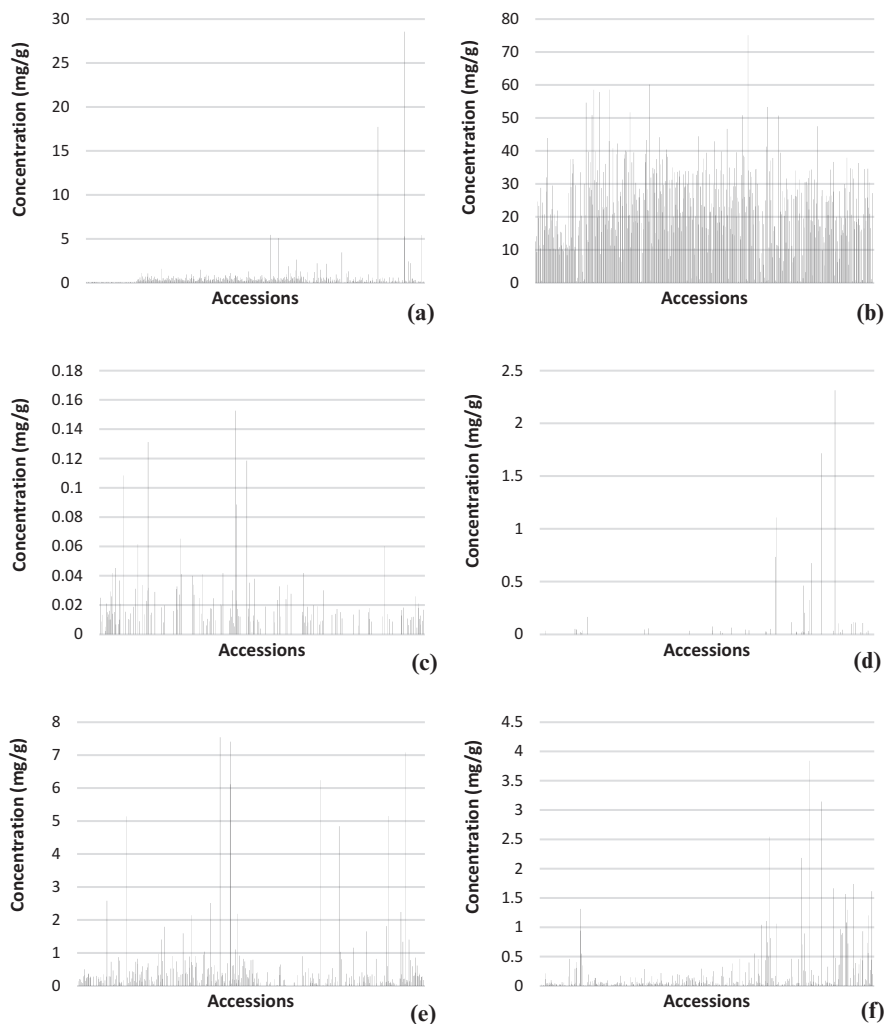 Concentration (mg/g)
30
25
20
15
10
5
0
Accessions
(a)
Concentration (mg/g)
80
70
60
50
40
30
20
10
0
Accessions
(b)
Concentration (mg/g)
0.18
0.16
0.14
0.12
0.1
0.08
0.06
0.04
0.02
0
Accessions
(c)
Concentration (mg/g)
2.5
2
1.5
1
0.5
0
Accessions
(d)
Concentration (mg/g)
8
7
6
5
4
3
2
1
0
Accessions
(e)
Concentration (mg/g)
4.5
4
3.5
3
2.5
2
1.5
1
0.5
0
Accessions
(f)